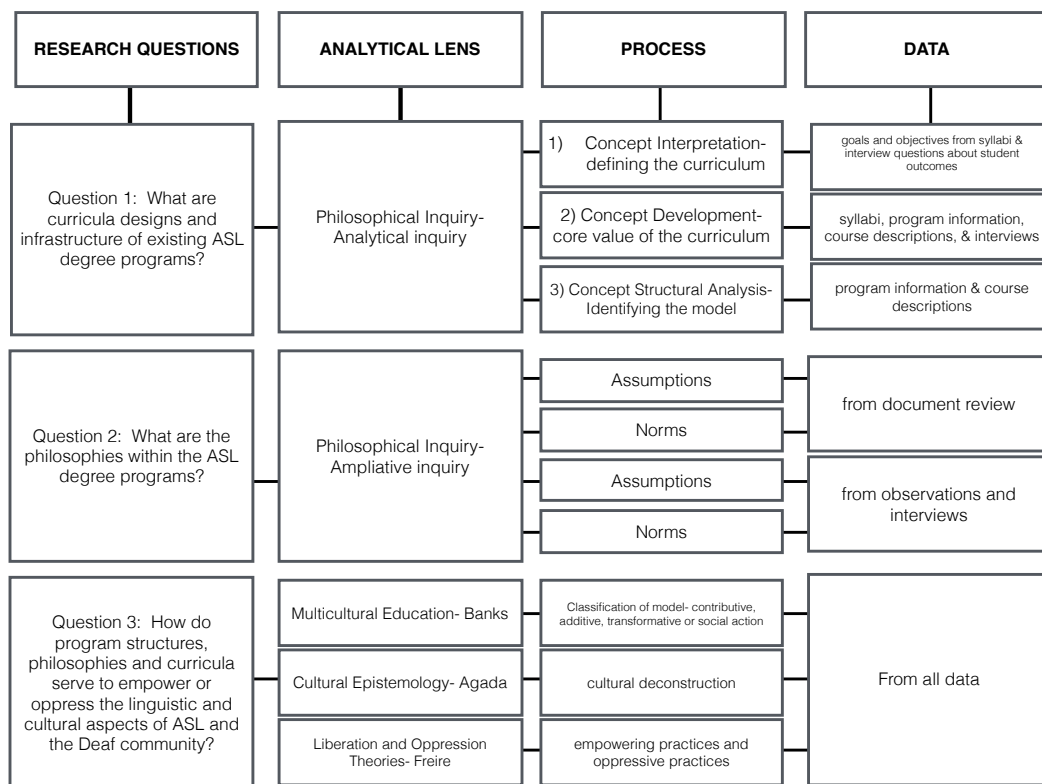 RESEARCH QUESTIONS
ANALYTICAL LENS
PROCESS
DATA
Question 1:  What are
curricula designs and
infrastructure of existing ASL
degree programs?
Philosophical Inquiry-
Analytical inquiry
1) Concept Interpretation-
defining the curriculum
goals and objectives from syllabi &
interview questions about student
outcomes
2) Concept Development-
core value of the curriculum
syllabi, program information,
course descriptions, & interviews
3) Concept Structural Analysis-
Identifying the model
program information & course
descriptions
Question 2:  What are the
philosophies within the ASL
degree programs?
Philosophical Inquiry-
Ampliative inquiry
Assumptions
Norms
from document review
Assumptions
Norms
from observations and
interviews
Question 3:  How do
program structures,
philosophies and curricula
serve to empower or
oppress the linguistic and
cultural aspects of ASL and
the Deaf community?
Multicultural Education- Banks
Classification of model- contributive,
additive, transformative or social action
Cultural Epistemology- Agada
cultural deconstruction
Liberation and Oppression
Theories- Freire
empowering practices and
oppressive practices
From all data